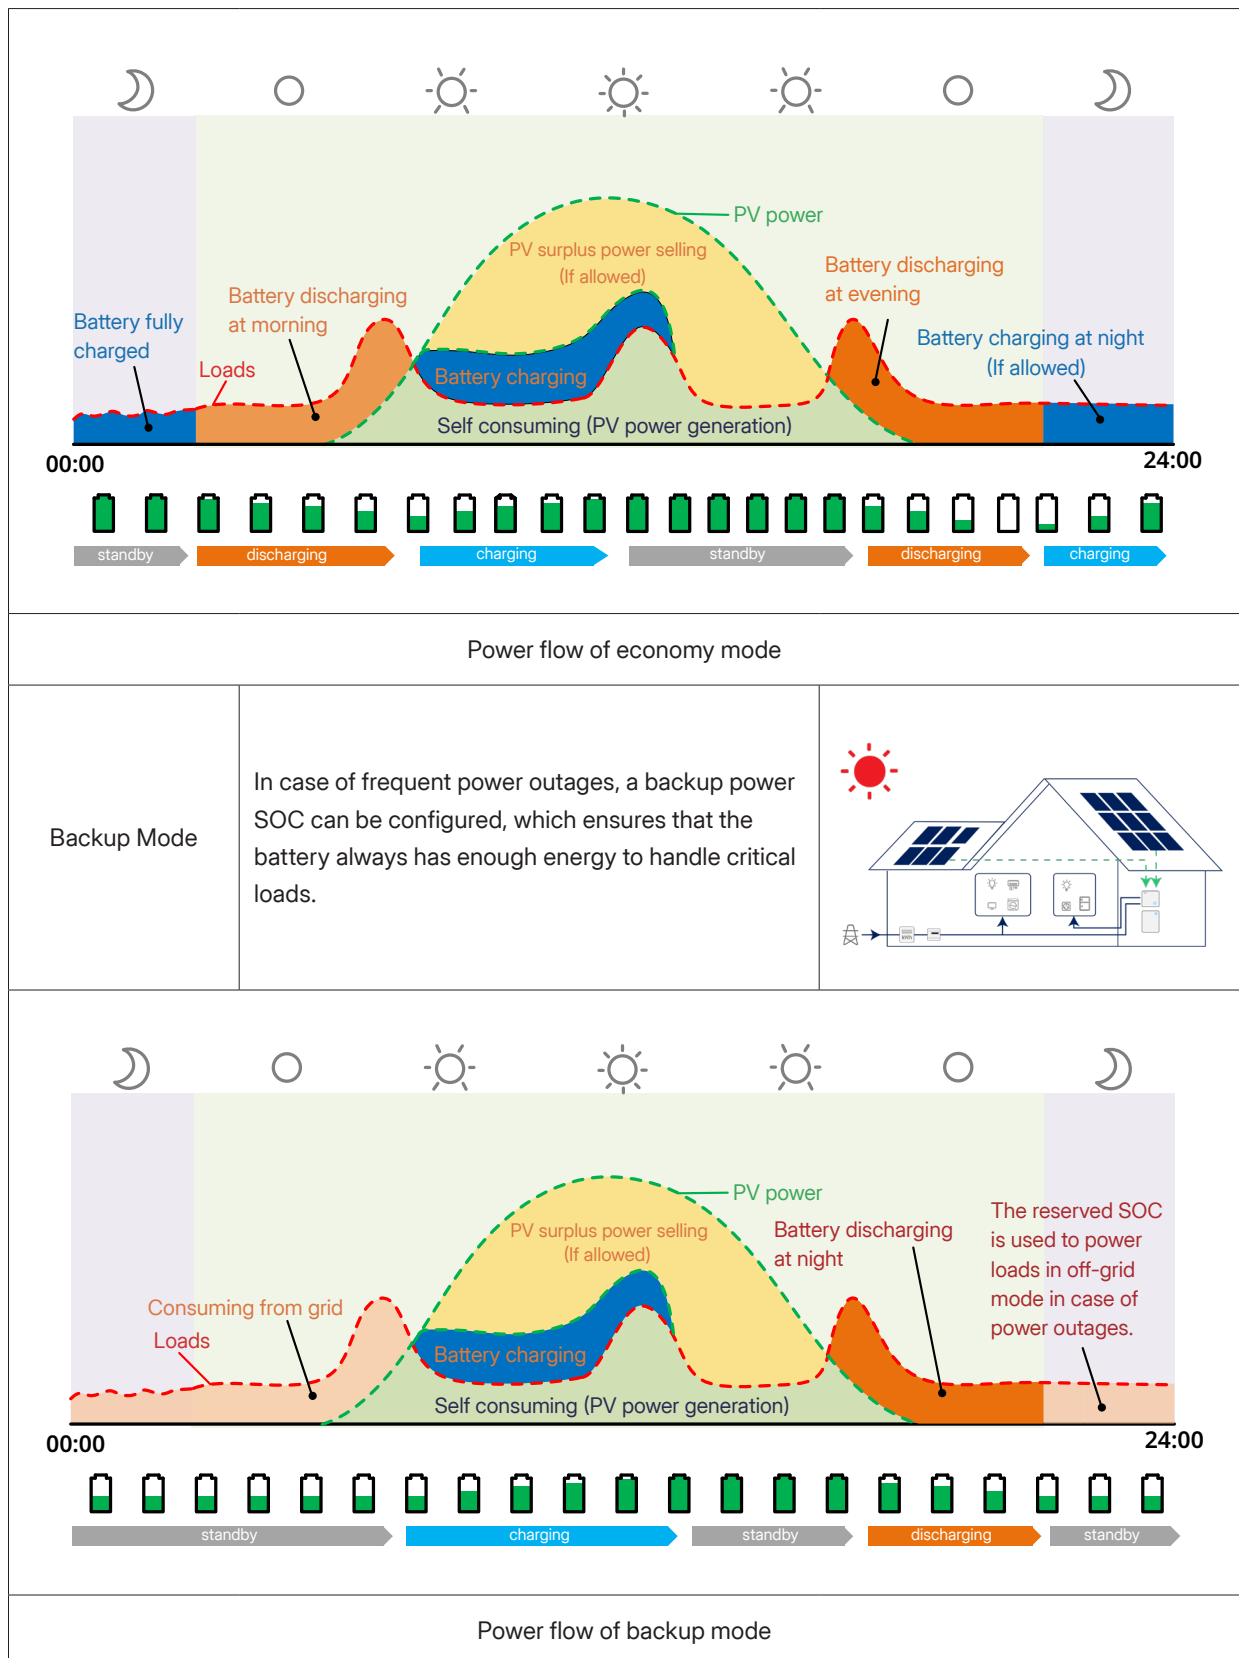 PV power
PV surplus power selling
(If allowed)
Battery discharging
at evening
Battery discharging
at morning
Battery fully
charged
Battery charging at night
(If allowed)
Loads
Battery charging
Self consuming (PV power generation)
00:00
24:00
standby
discharging
charging
standby
discharging
charging
Power flow of economy mode
Backup Mode
In case of frequent power outages, a backup power
SOC can be configured, which ensures that the
battery always has enough energy to handle critical
loads.
PV power
PV surplus power selling
(If allowed)
Battery discharging
at night
The reserved SOC
is used to power
loads in off-grid
mode in case of
power outages.
Consuming from grid
Loads
Battery charging
Self consuming (PV power generation)
00:00
24:00
standby
charging
standby
discharging
standby
Power flow of backup mode